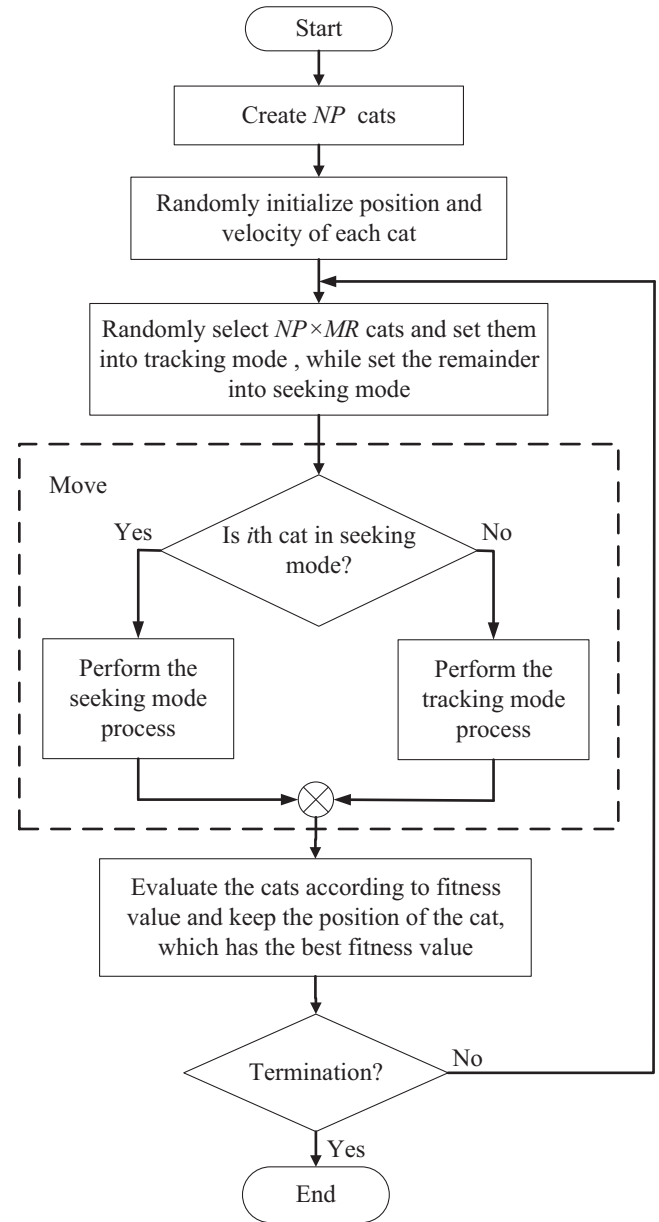 Start
Create NP cats
Randomly initialize position and
velocity of each cat
Randomly select NP×MR cats and set them
into tracking mode , while set the remainder
into seeking mode
Move
Yes
Is ith cat in seeking
mode?
No
Perform the
seeking mode
process
Perform the
tracking mode
process
Evaluate the cats according to fitness
value and keep the position of the cat,
which has the best fitness value
Termination?
No
Yes
End